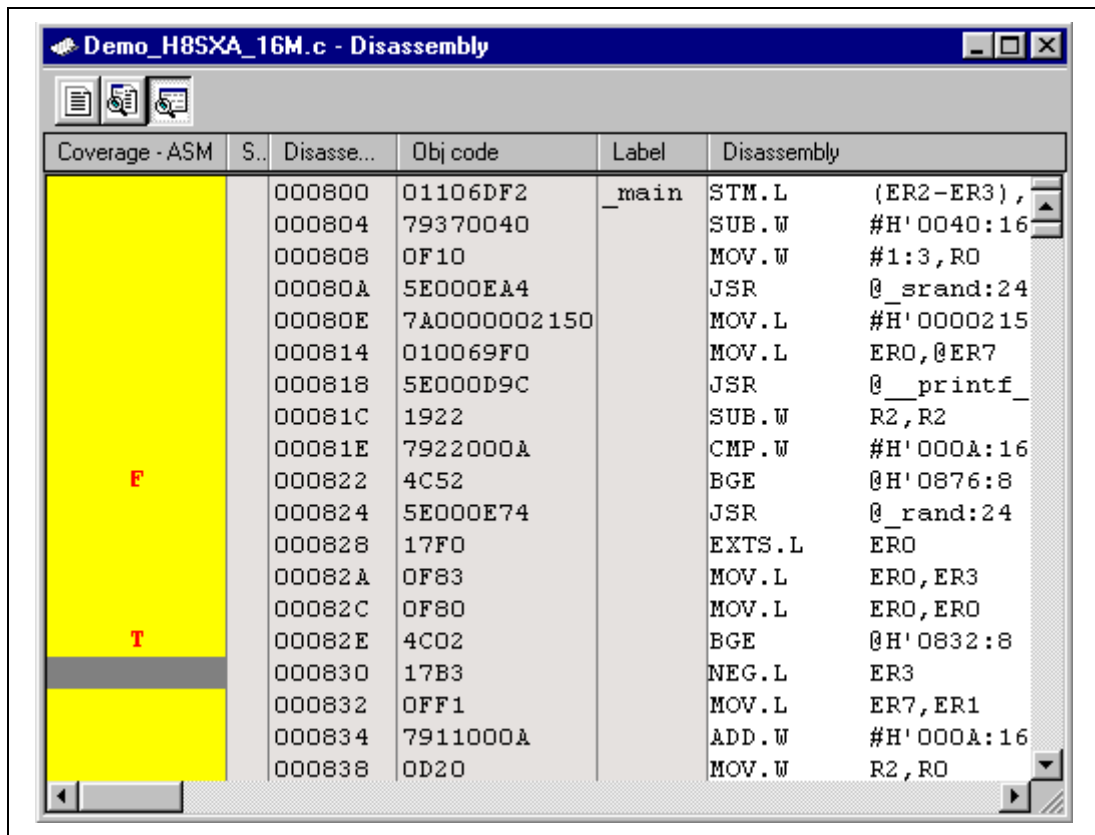 Demo_H8SXA_16M.c - Disassembly
Coverage - ASM S.. Disasse... Obj code Label Disassembly
000800 01106DF2 _main STM.L (ER2-ER3),
000804 79370040 SUB.W #H'0040:16
000808 0F10 MOV.W #1:3,R0
00080A 5E000EA4 JSR @_srand:24
00080E 7A0000002150 MOV.L #H'0000215
000814 010069F0 MOV.L ER0,@ER7
000818 5E000D9C JSR @__printf_
00081C 1922 SUB.W R2,R2
00081E 7922000A CMP.W #H'000A:16
F 000822 4C52 BGE @H'0876:8
000824 5E000E74 JSR @_rand:24
000828 17F0 EXTS.L ER0
00082A 0F83 MOV.L ER0,ER3
00082C 0F80 MOV.L ER0,ER0
T 00082E 4C02 BGE @H'0832:8
000830 17B3 NEG.L ER3
000832 0FF1 MOV.L ER7,ER1
000834 7911000A ADD.W #H'000A:16
000838 0D20 MOV.W R2,R0